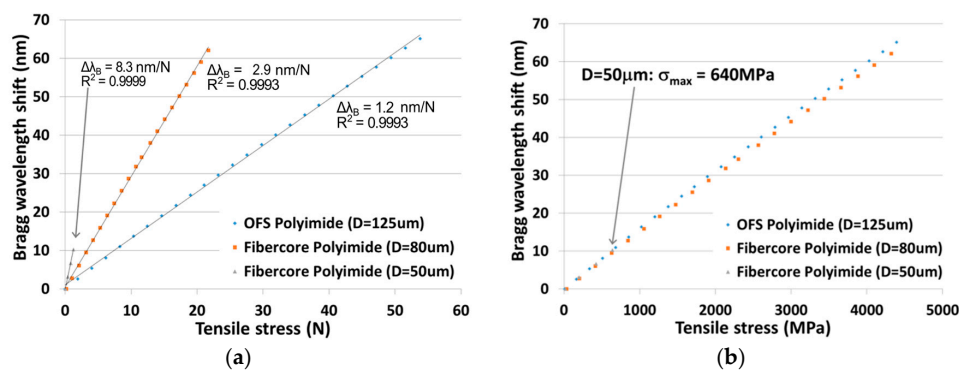 70
60
50
40
30
20
10
0
Bragg wavelength shift (nm)
ΔλB = 8.3 nm/N
R² = 0.9999
ΔλB = 2.9 nm/N
R² = 0.9993
ΔλB = 1.2 nm/N
R² = 0.9993
OFS Polyimide (D=125um)
Fibercore Polyimide (D=80um)
Fibercore Polyimide (D=50um)
0 10 20 30 40 50 60
Tensile stress (N)
(a)
70
60
50
40
30
20
10
0
Bragg wavelength shift (nm)
D=50μm: σmax = 640MPa
OFS Polyimide (D=125um)
Fibercore Polyimide (D=80um)
Fibercore Polyimide (D=50um)
0 1000 2000 3000 4000 5000
Tensile stress (MPa)
(b)